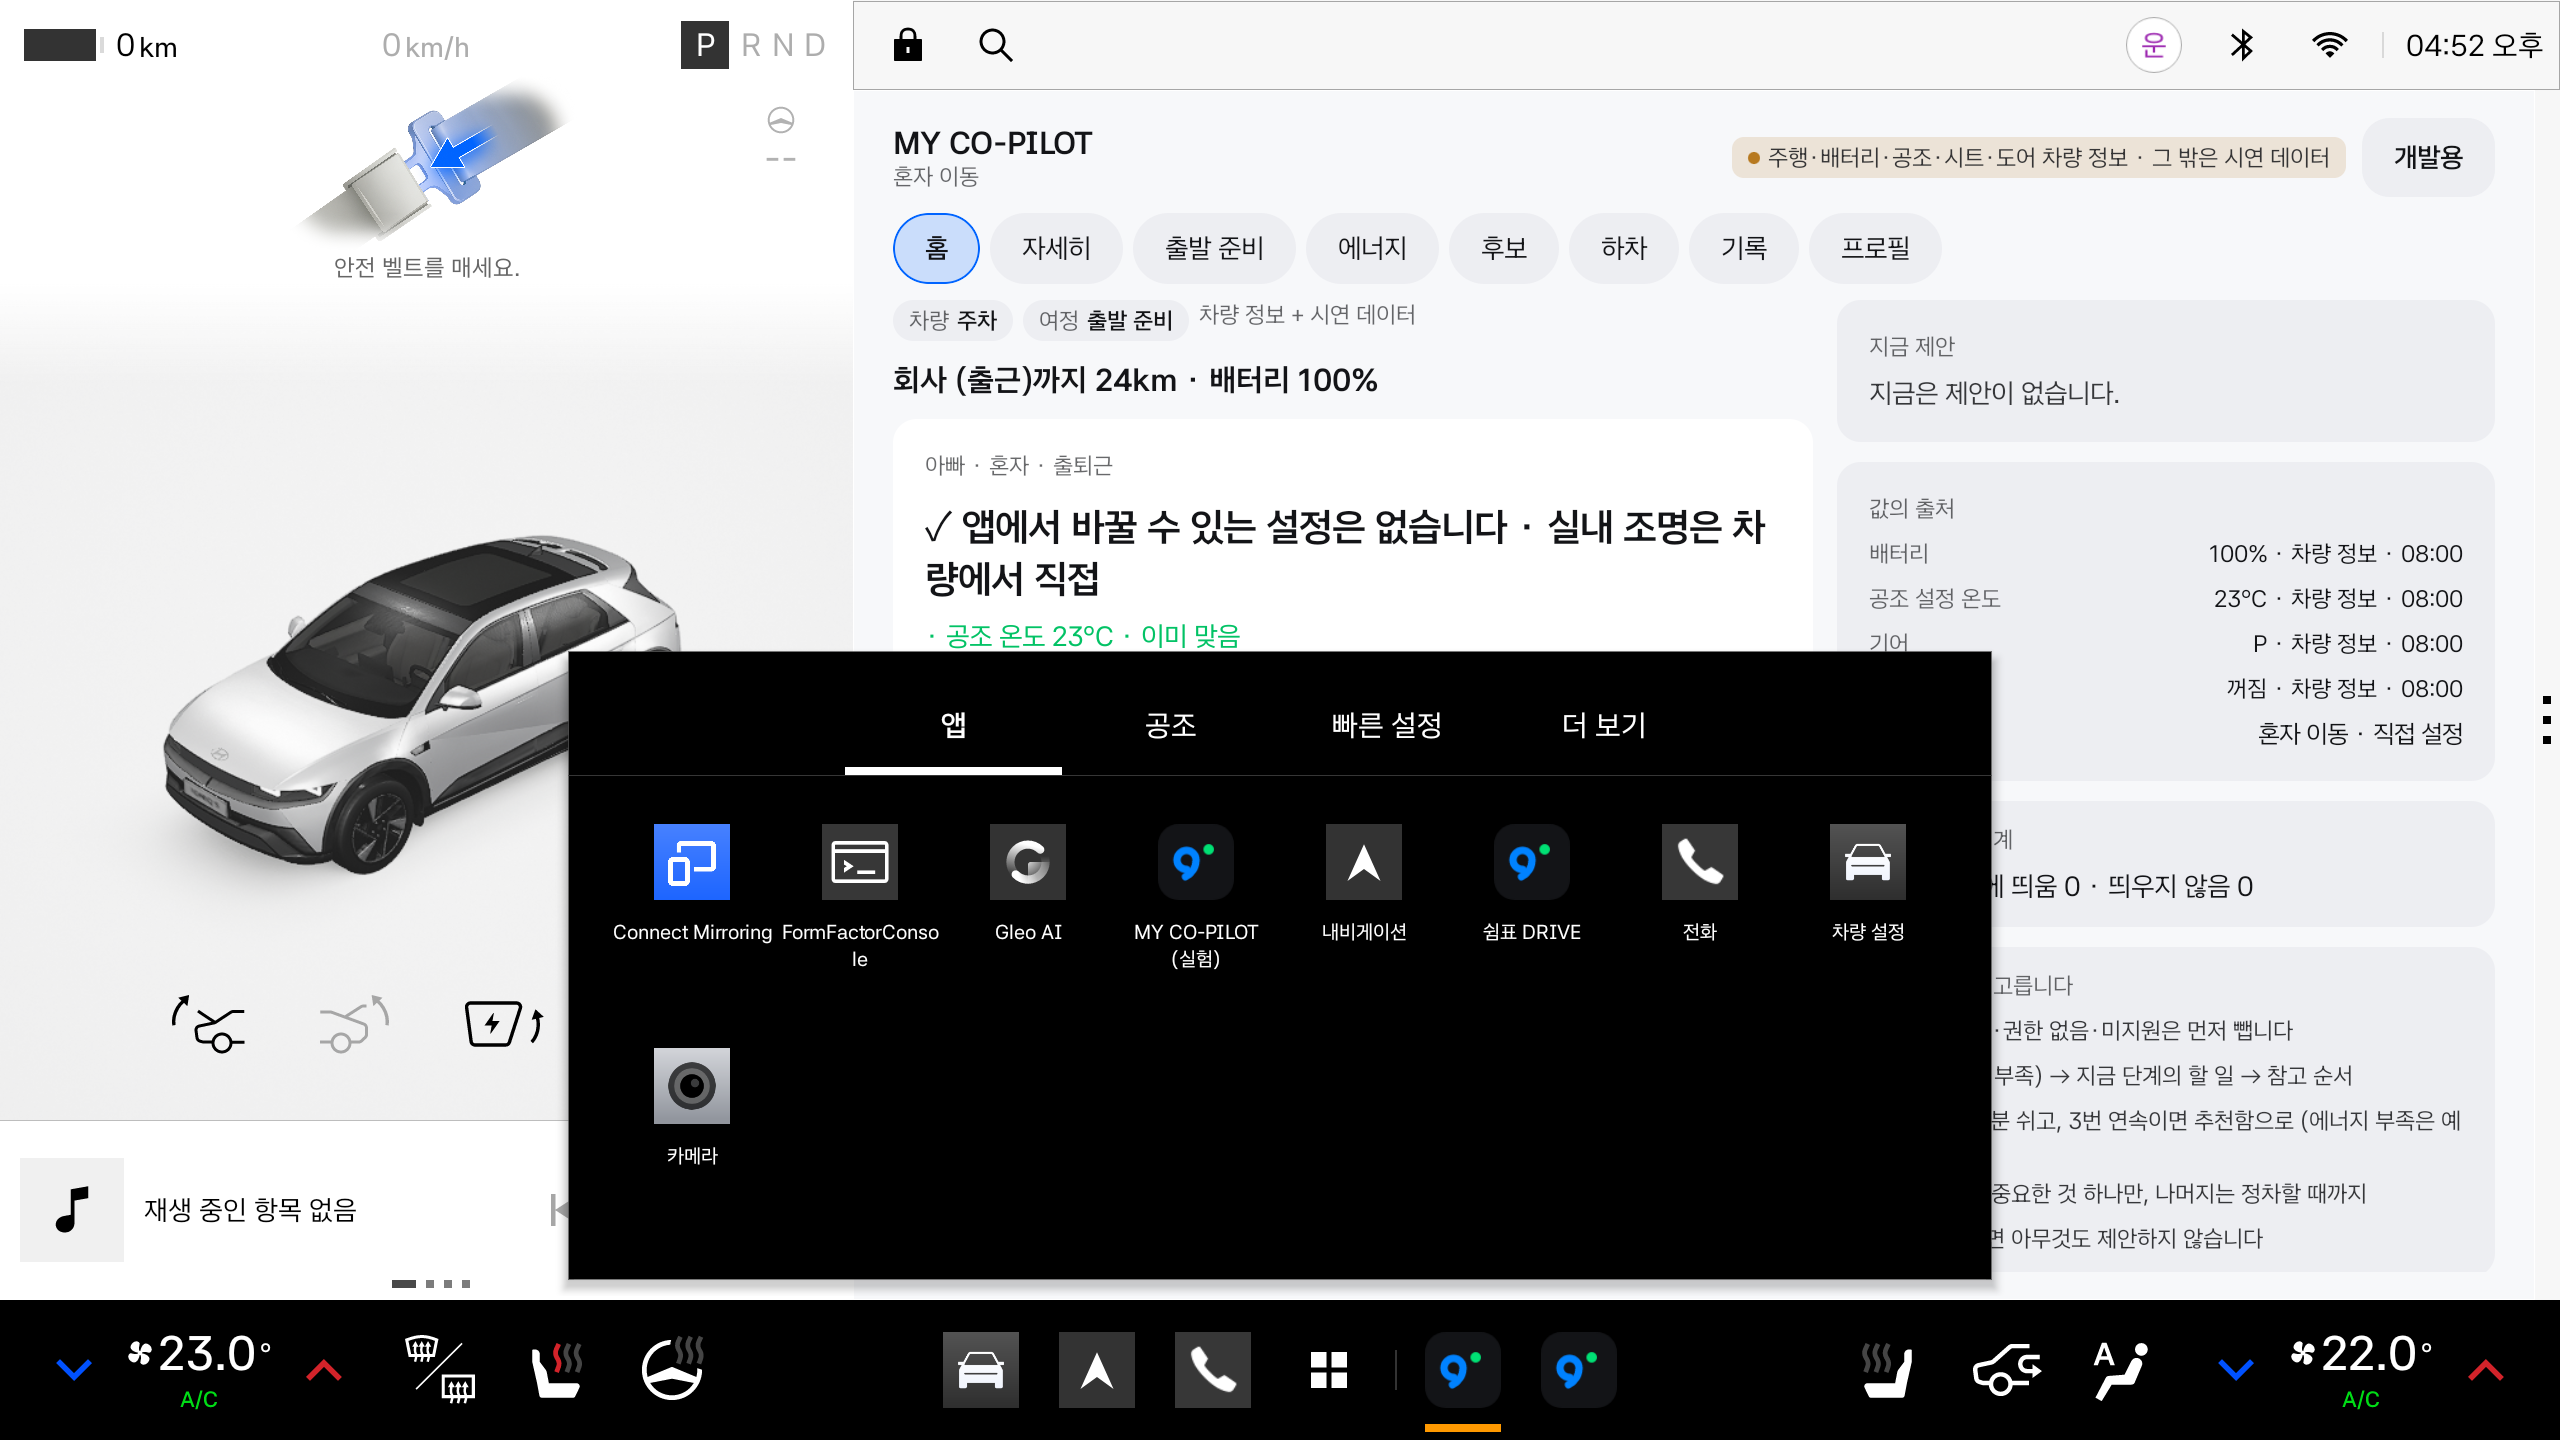 0 km
0 km/h
P R N D
안전 벨트를 매세요.
재생 중인 항목 없음
운
04:52 오후
MY CO-PILOT
혼자 이동
주행·배터리·공조·시트·도어 차량 정보 · 그 밖은 시연 데이터
개발용
홈
자세히
출발 준비
에너지
후보
하차
기록
프로필
차량 주차
여정 출발 준비
차량 정보 + 시연 데이터
회사 (출근)까지 24km · 배터리 100%
아빠 · 혼자 · 출퇴근
✓ 앱에서 바꿀 수 있는 설정은 없습니다 · 실내 조명은 차
량에서 직접
· 공조 온도 23°C · 이미 맞음
지금 제안
지금은 제안이 없습니다.
값의 출처
배터리 100% · 차량 정보 · 08:00
공조 설정 온도 23°C · 차량 정보 · 08:00
기어 P · 차량 정보 · 08:00
꺼짐 · 차량 정보 · 08:00
혼자 이동 · 직접 설정
계
띄움 0 · 띄우지 않음 0
고릅니다
·권한 없음·미지원은 먼저 뺍니다
부족) → 지금 단계의 할 일 → 참고 순서
분 쉬고, 3번 연속이면 추천함으로 (에너지 부족은 예
중요한 것 하나만, 나머지는 정차할 때까지
면 아무것도 제안하지 않습니다
앱
공조
빠른 설정
더 보기
Connect Mirroring
FormFactorConso
le
Gleo AI
MY CO-PILOT
(실험)
내비게이션
쉼표 DRIVE
전화
차량 설정
카메라
23.0°
A/C
A
22.0°
A/C